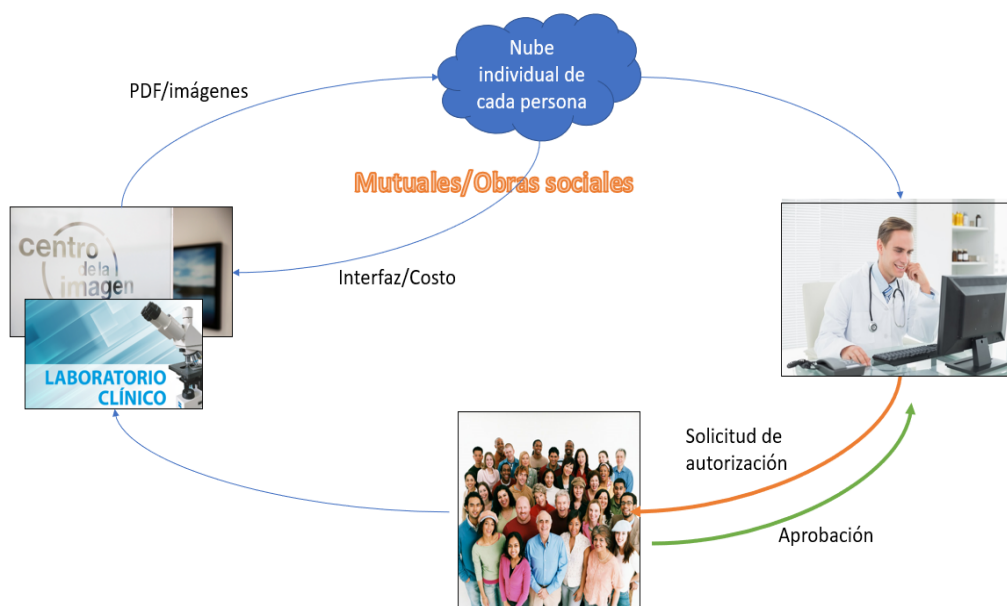 Nube
individual de
cada persona
PDF/imágenes
Mutuales/Obras sociales
centro
de la
imagen
Interfaz/Costo
LABORATORIO
CLÍNICO
Solicitud de
autorización
Aprobación